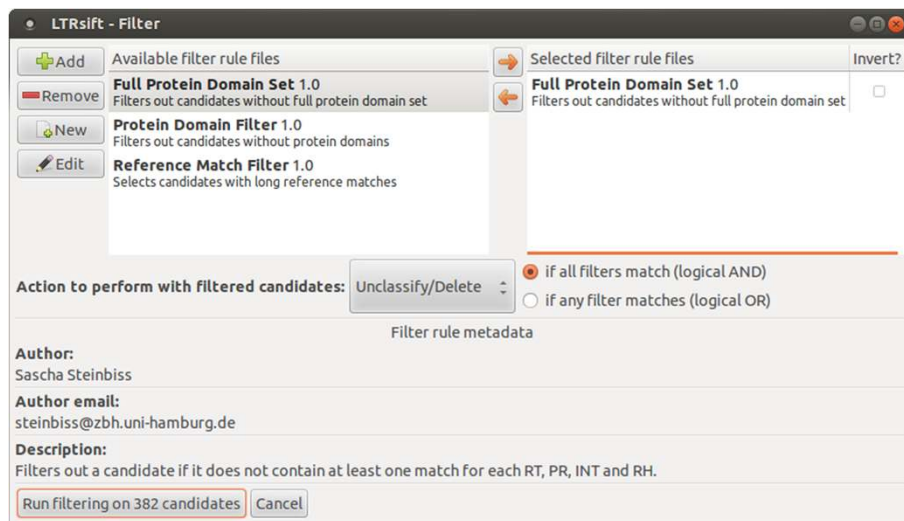 LTRsift - Filter
Add
Available filter rule files
Selected filter rule files
Invert?
Remove
Full Protein Domain Set 1.0
Filters out candidates without full protein domain set
Full Protein Domain Set 1.0
Filters out candidates without full protein domain set
New
Protein Domain Filter 1.0
Filters out candidates without protein domains
Edit
Reference Match Filter 1.0
Selects candidates with long reference matches
Action to perform with filtered candidates:
Unclassify/Delete
if all filters match (logical AND)
if any filter matches (logical OR)
Filter rule metadata
Author:
Sascha Steinbiss
Author email:
steinbiss@zbh.uni-hamburg.de
Description:
Filters out a candidate if it does not contain at least one match for each RT, PR, INT and RH.
Run filtering on 382 candidates
Cancel